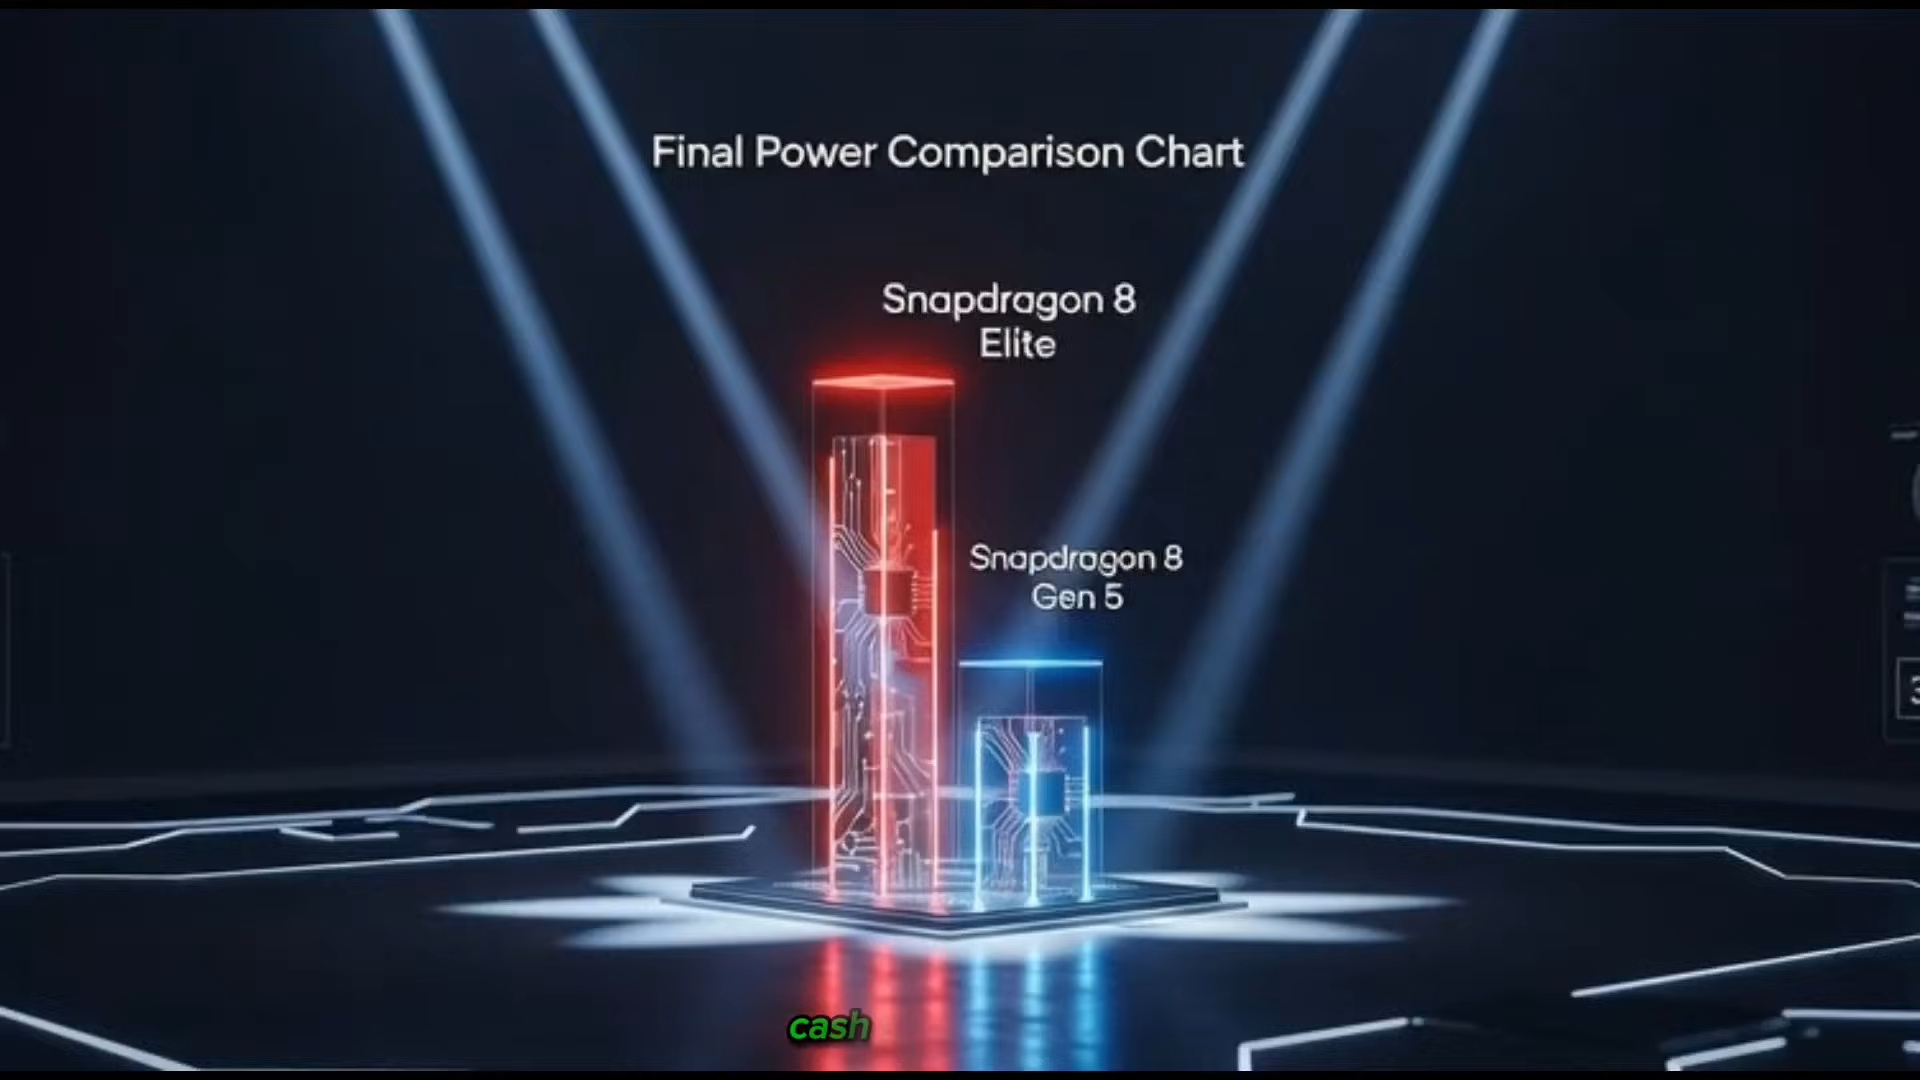 Final Power Comparison Chart
Snapdragon 8
Elite
Snapdragon 8
Gen 5
cash